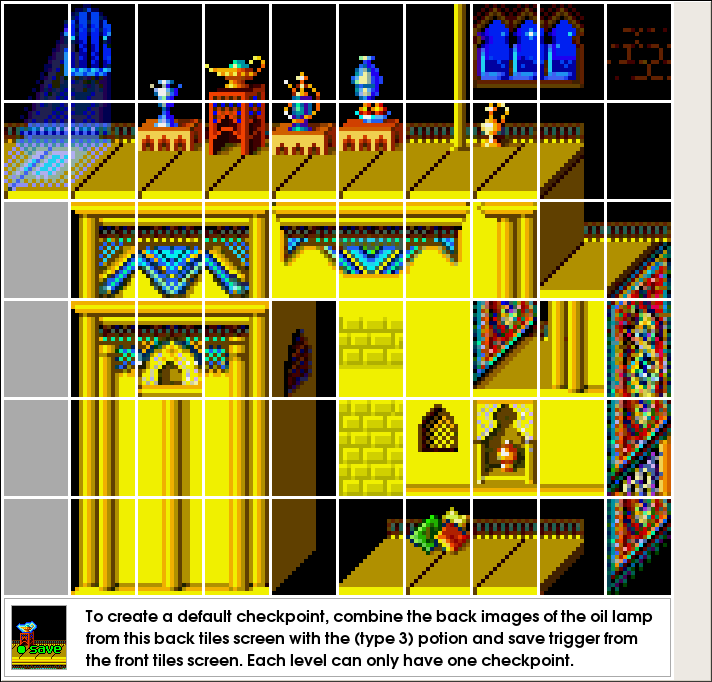 save
To create a default checkpoint, combine the back images of the oil lamp
from this back tiles screen with the (type 3) potion and save trigger from
the front tiles screen. Each level can only have one checkpoint.